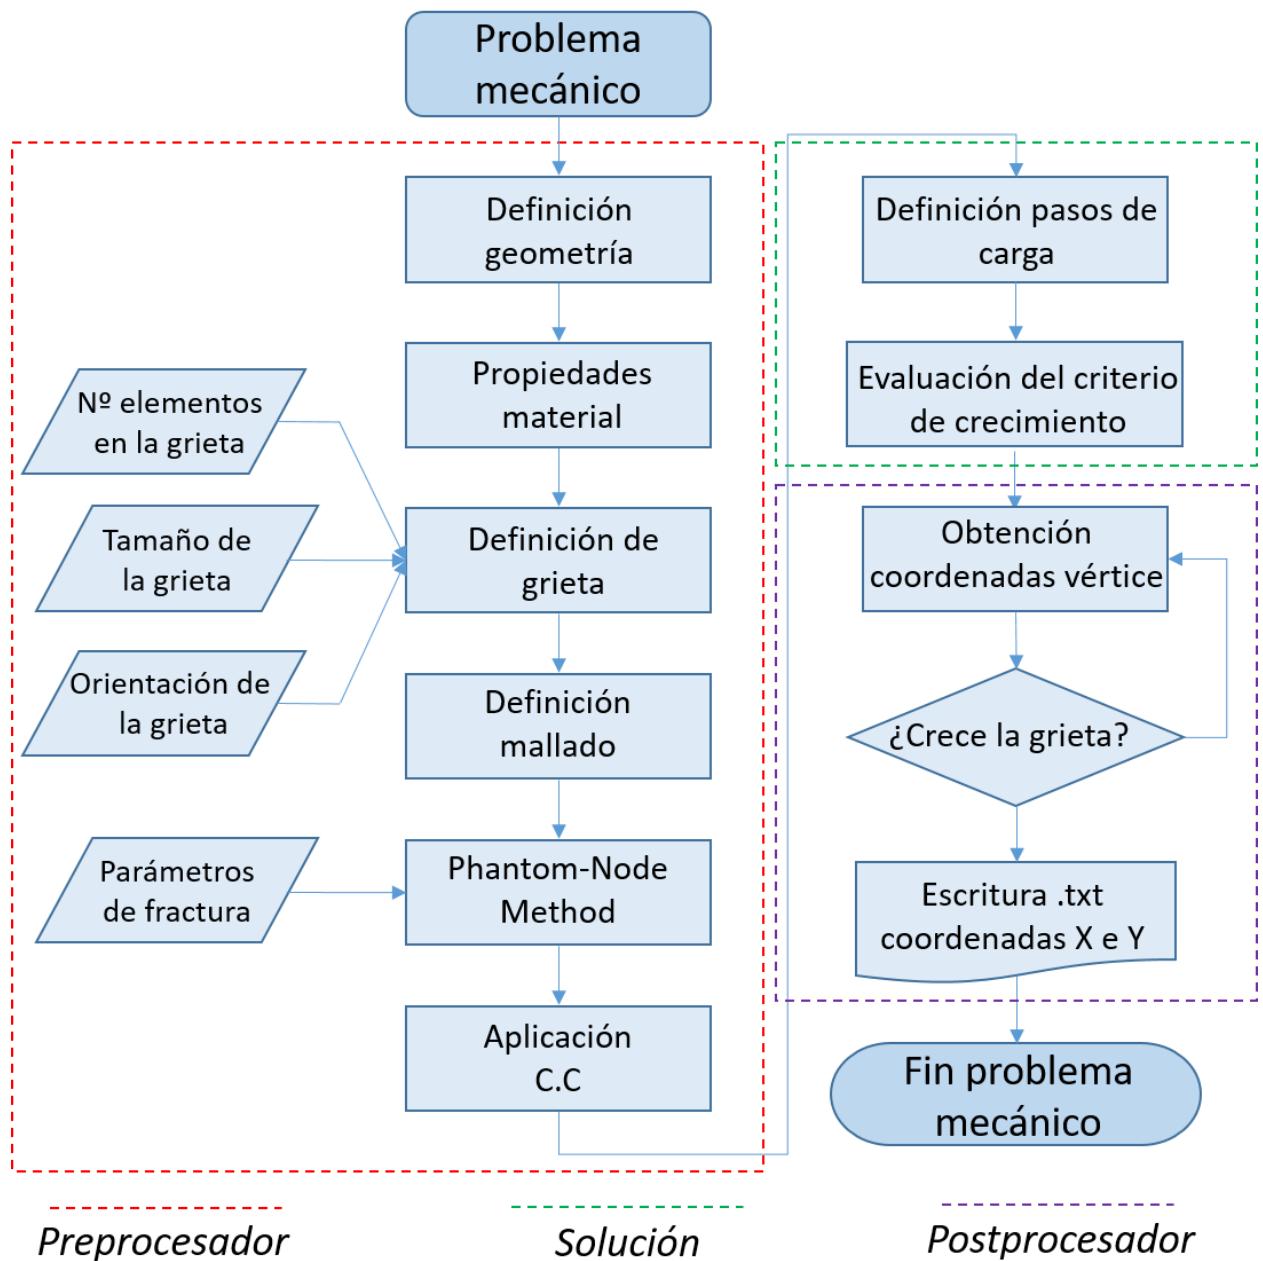 Problema
mecánico
Definición
geometría
Propiedades
material
Nº elementos
en la grieta
Tamaño de
la grieta
Orientación de
la grieta
Definición de
grieta
Definición
mallado
Parámetros
de fractura
Phantom-Node
Method
Aplicación
C.C
Definición pasos de
carga
Evaluación del criterio
de crecimiento
Obtención
coordenadas vértice
¿Crece la grieta?
Escritura .txt
coordenadas X e Y
Fin problema
mecánico
Preprocesador
Solución
Postprocesador